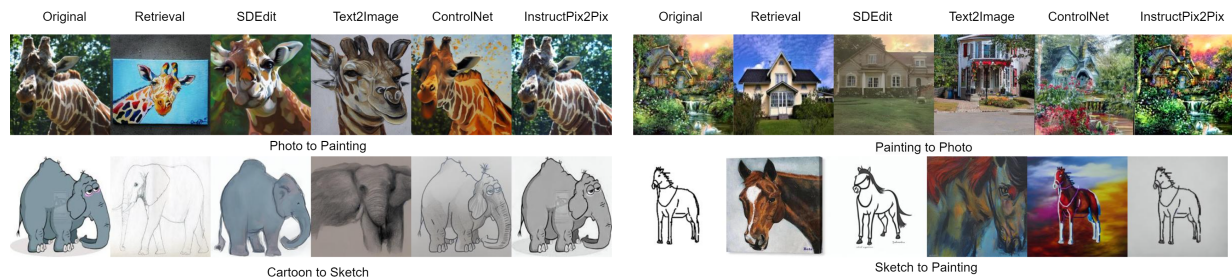 Original Retrieval SDEdit Text2Image ControlNet InstructPix2Pix
Photo to Painting
Cartoon to Sketch
Original Retrieval SDEdit Text2Image ControlNet InstructPix2Pix
Painting to Photo
Sketch to Painting